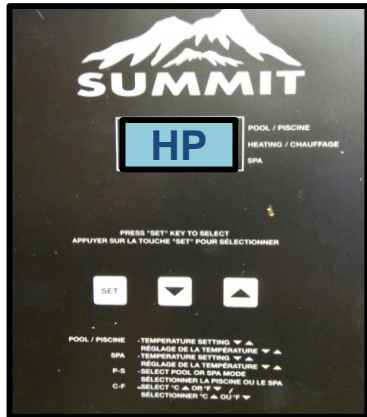 SUMMIT
HP
POOL / PISCINE
HEATING / CHAUFFAGE
SPA
PRESS "SET" KEY TO SELECT
APPUYER SUR LA TOUCHE "SET" POUR SÉLECTIONNER
SET
POOL / PISCINE -TEMPERATURE SETTING ▼ ▲
RÉGLAGE DE LA TEMPÉRATURE ▼ ▲
SPA -TEMPERATURE SETTING ▼ ▲
RÉGLAGE DE LA TEMPÉRATURE ▼ ▲
P-S -SELECT POOL OR SPA MODE
SÉLECTIONNER LA PISCINE OU LE SPA
C-F -SELECT °C ▲ OR °F ▼
SÉLECTIONNER °C ▲ OU °F ▼